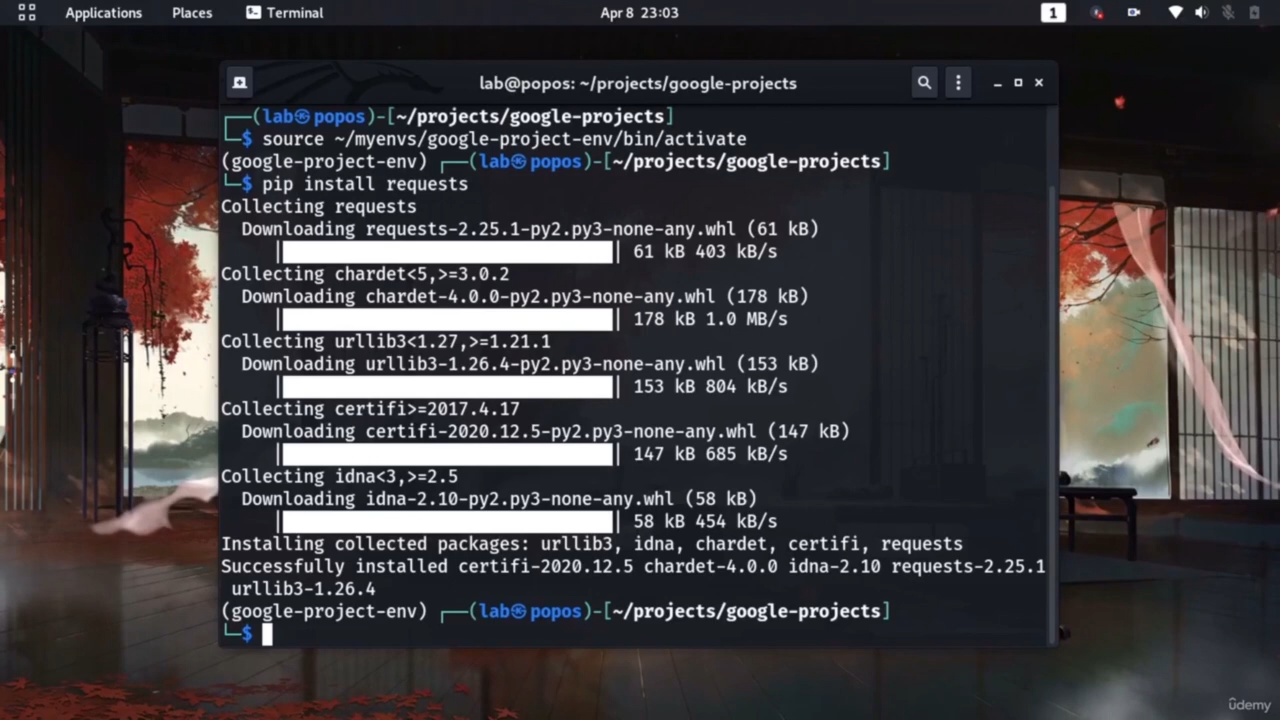 Applications Places Terminal Apr 8 23:03 1
lab@popos: ~/projects/google-projects
┌──(lab㉿popos)-[~/projects/google-projects]
└─$ source ~/myenvs/google-project-env/bin/activate
(google-project-env) ┌──(lab㉿popos)-[~/projects/google-projects]
└─$ pip install requests
Collecting requests
Downloading requests-2.25.1-py2.py3-none-any.whl (61 kB)
| | 61 kB 403 kB/s
Collecting chardet<5,>=3.0.2
Downloading chardet-4.0.0-py2.py3-none-any.whl (178 kB)
| | 178 kB 1.0 MB/s
Collecting urllib3<1.27,>=1.21.1
Downloading urllib3-1.26.4-py2.py3-none-any.whl (153 kB)
| | 153 kB 804 kB/s
Collecting certifi>=2017.4.17
Downloading certifi-2020.12.5-py2.py3-none-any.whl (147 kB)
| | 147 kB 685 kB/s
Collecting idna<3,>=2.5
Downloading idna-2.10-py2.py3-none-any.whl (58 kB)
| | 58 kB 454 kB/s
Installing collected packages: urllib3, idna, chardet, certifi, requests
Successfully installed certifi-2020.12.5 chardet-4.0.0 idna-2.10 requests-2.25.1
urllib3-1.26.4
(google-project-env) ┌──(lab㉿popos)-[~/projects/google-projects]
└─$
ûdemy